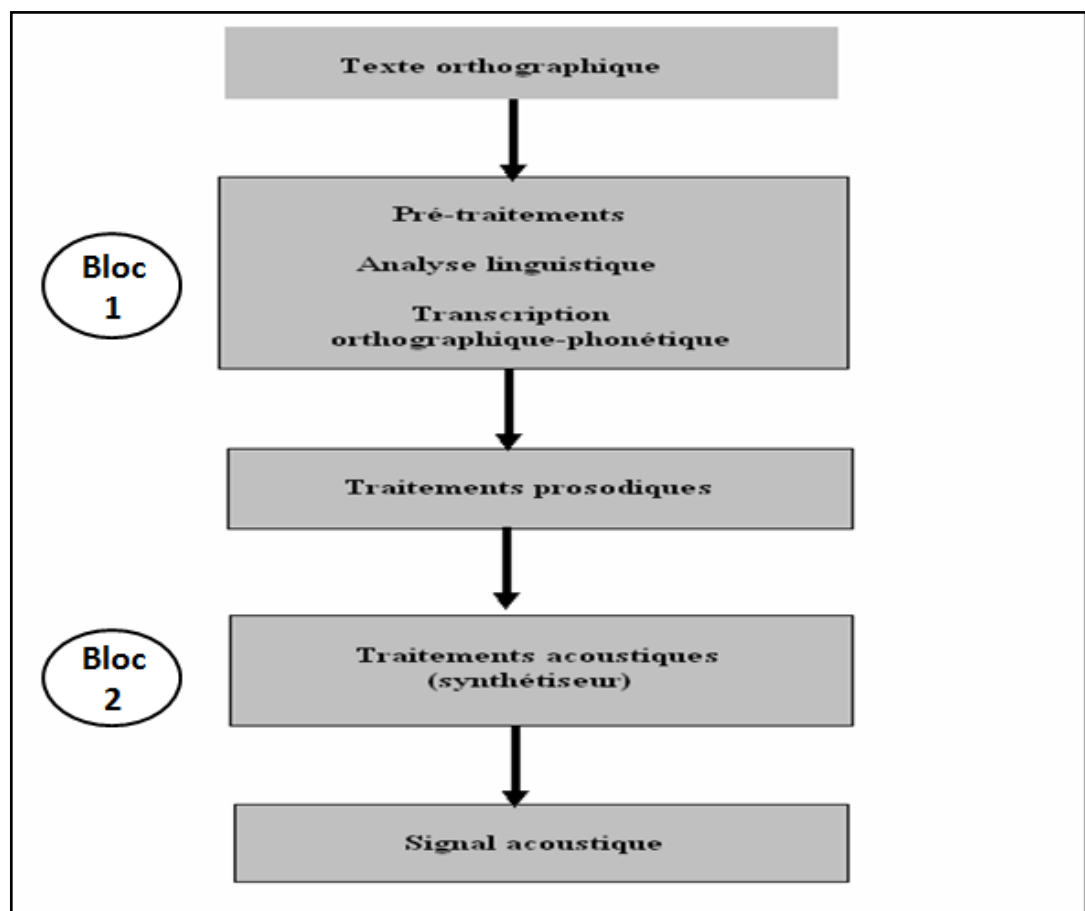 Texte orthographique
Pré-traitements
Bloc
1
Analyse linguistique
Transcription
orthographique-phonétique
Traitements prosodiques
Bloc
2
Traitements acoustiques
(synthétiseur)
Signal acoustique